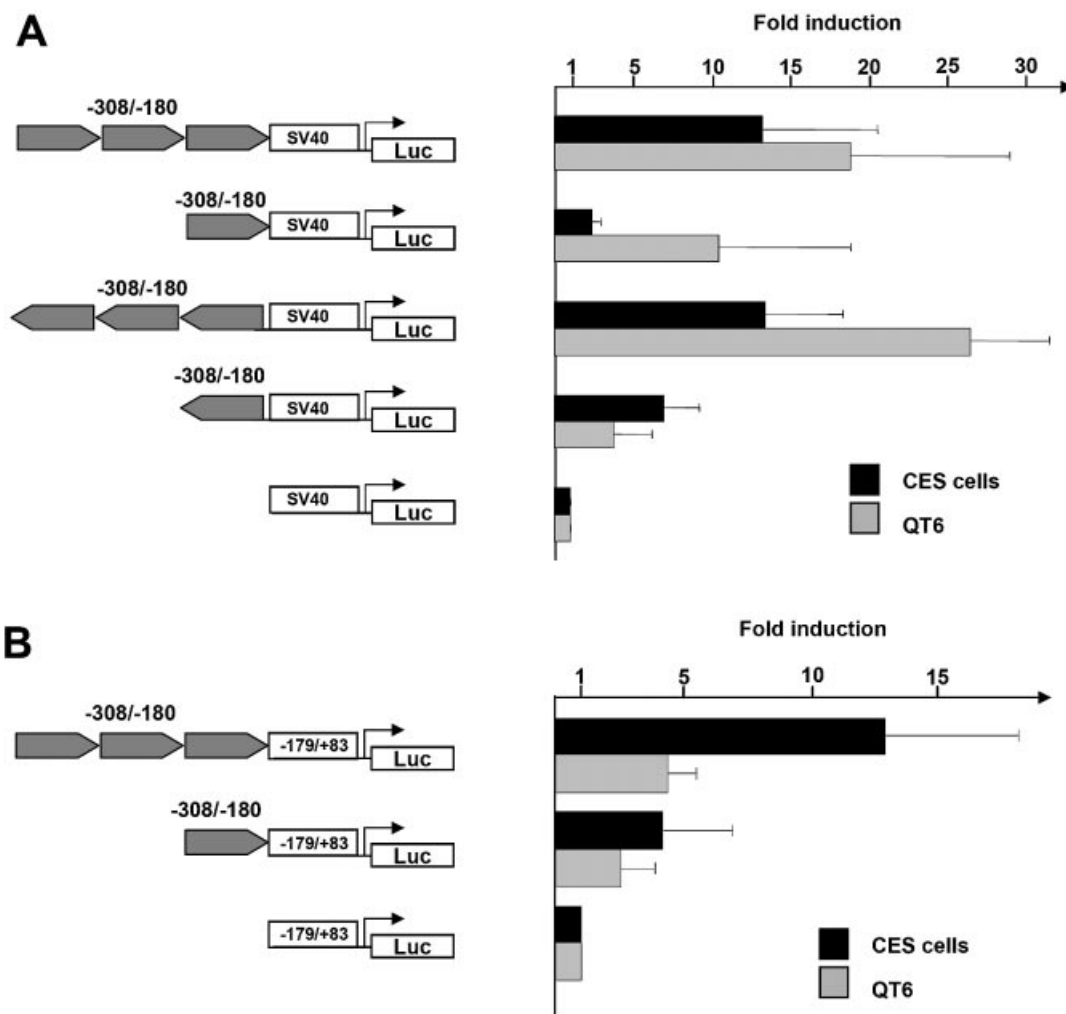 A
Fold induction
1 5 10 15 20 25 30
-308/-180
SV40
Luc
-308/-180
SV40
Luc
-308/-180
SV40
Luc
-308/-180
SV40
Luc
SV40
Luc
CES cells
QT6
B
Fold induction
1 5 10 15
-308/-180
-179/+83
Luc
-308/-180
-179/+83
Luc
-179/+83
Luc
CES cells
QT6